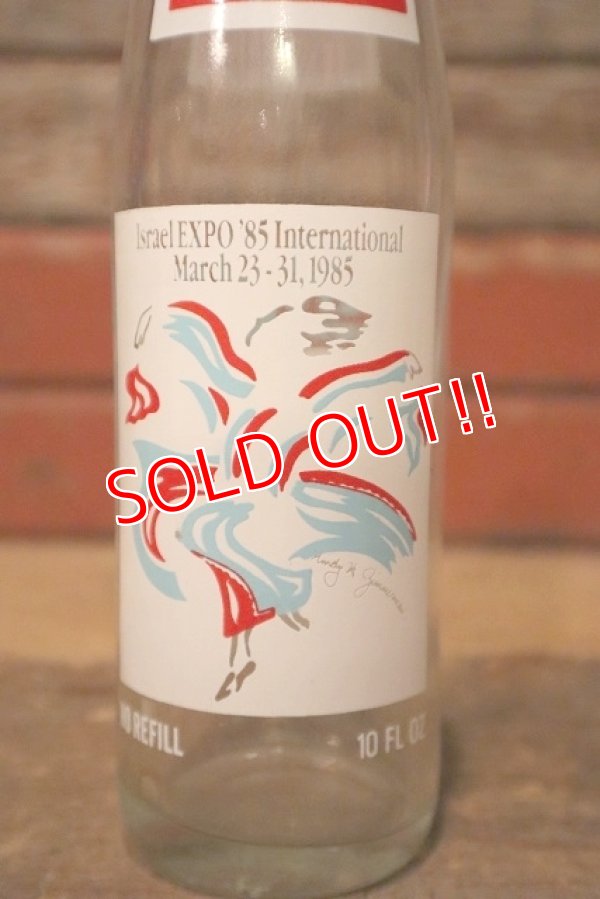 Israel EXPO '85 International
March 23-31, 1985
SOLD OUT!!
NO REFILL
10 FL OZ